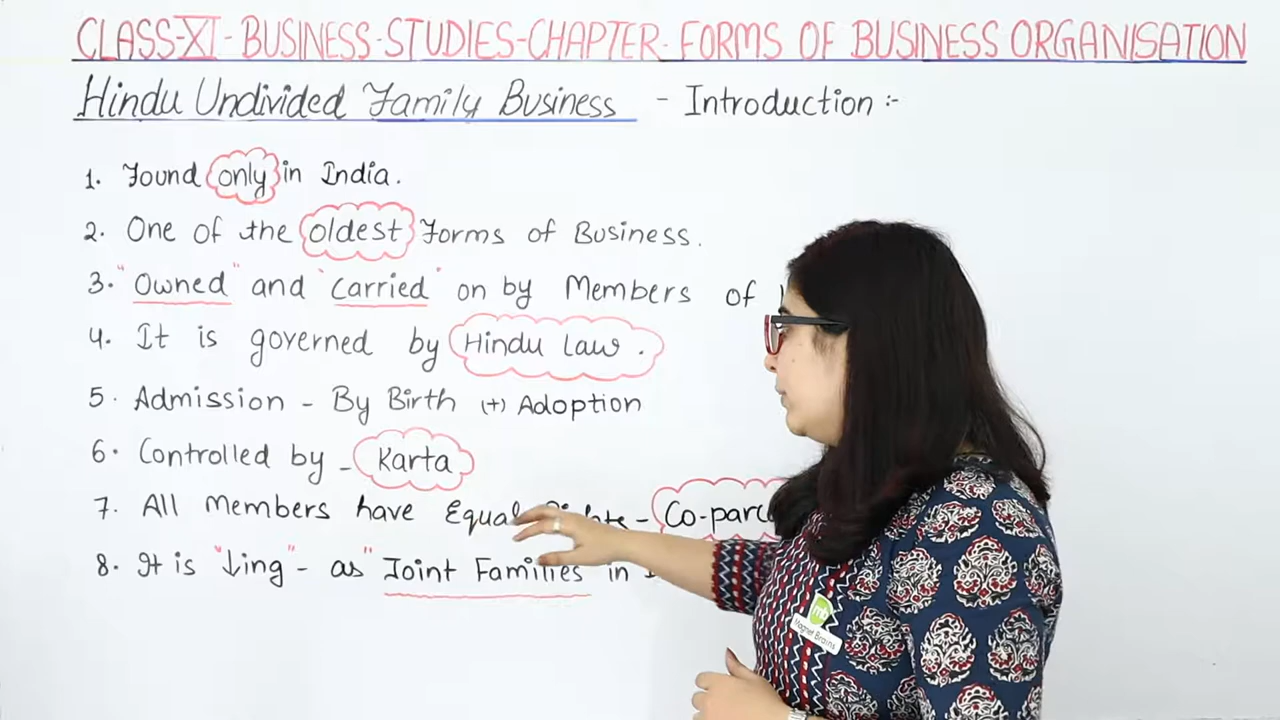 CLASS-XI-BUSINESS-STUDIES-CHAPTER-FORMS OF BUSINESS ORGANISATION
Hindu Undivided Family Business - Introduction :-
1. Found only in India.
2. One of the oldest Forms of Business.
3. "Owned" and "carried" on by Members of
4. It is governed by Hindu Law.
5. Admission - By Birth (+) Adoption
6. Controlled by - Karta
7. All Members have Equal - Co-parc
8. It is "↓ing" - as "Joint Families in
mb
Magnet Brains